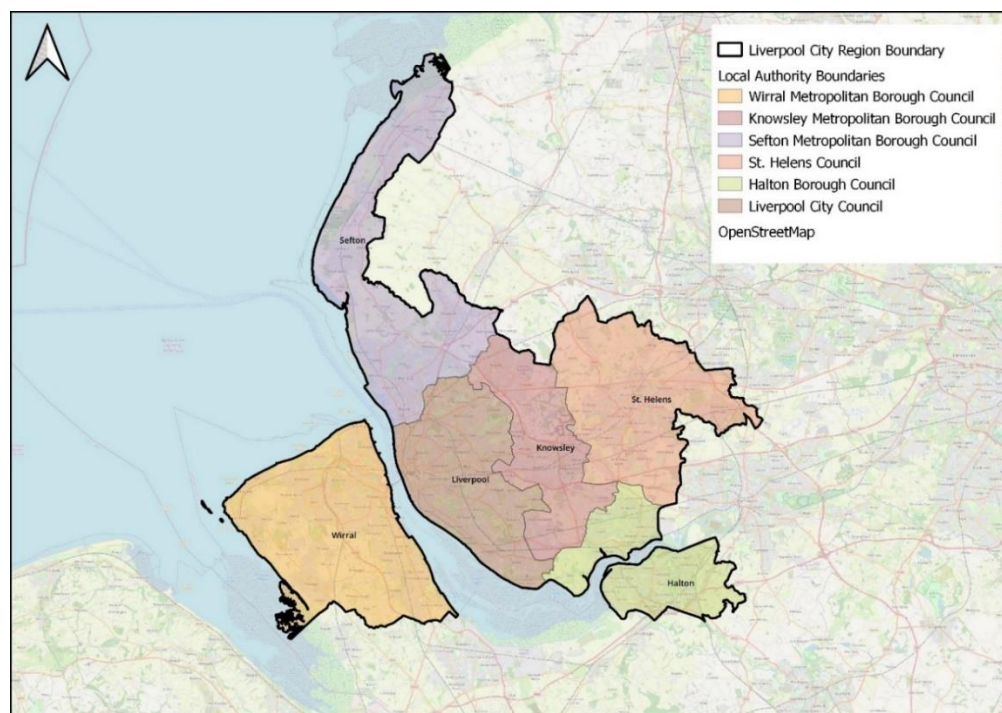 Liverpool City Region Boundary
Local Authority Boundaries
Wirral Metropolitan Borough Council
Knowsley Metropolitan Borough Council
Sefton Metropolitan Borough Council
St. Helens Council
Halton Borough Council
Liverpool City Council
OpenStreetMap
Sefton
St. Helens
Knowsley
Liverpool
Wirral
Halton